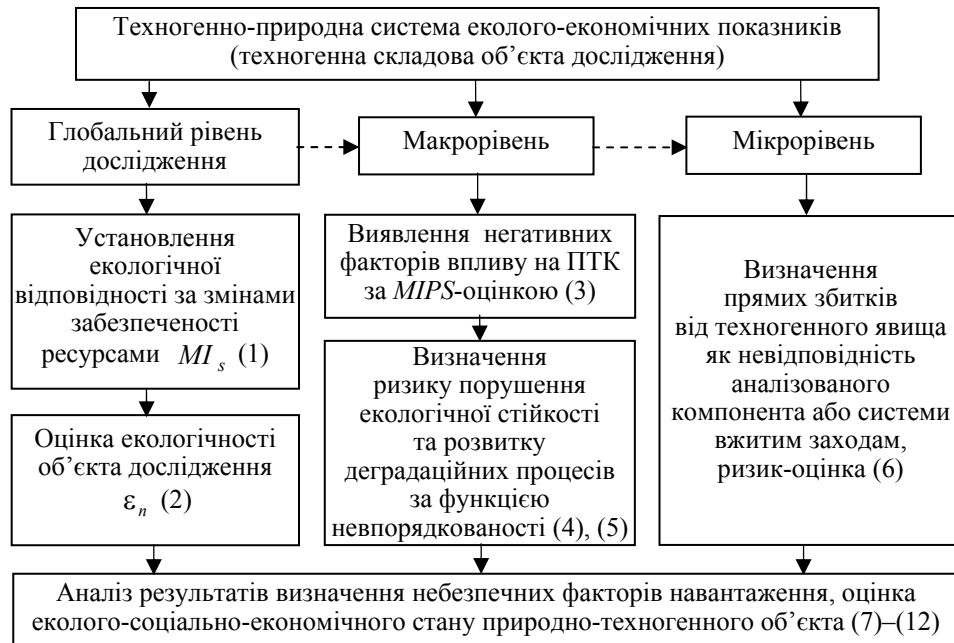 Техногенно-природна система еколого-економічних показників
(техногенна складова об’єкта дослідження)
Глобальний рівень
дослідження
Макрорівень
Мікрорівень
Установлення
екологічної
відповідності за змінами
забезпеченості
ресурсами MI s (1)
Оцінка екологічності
об’єкта дослідження
ε n (2)
Виявлення негативних
факторів впливу на ПТК
за MIPS-оцінкою (3)
Визначення
ризику порушення
екологічної стійкості
та розвитку
деградаційних процесів
за функцією
невпорядкованості (4), (5)
Визначення
прямих збитків
від техногенного явища
як невідповідність
аналізованого
компонента або системи
вжитим заходам,
ризик-оцінка (6)
Аналіз результатів визначення небезпечних факторів навантаження, оцінка
еколого-соціально-економічного стану природно-техногенного об’єкта (7)–(12)